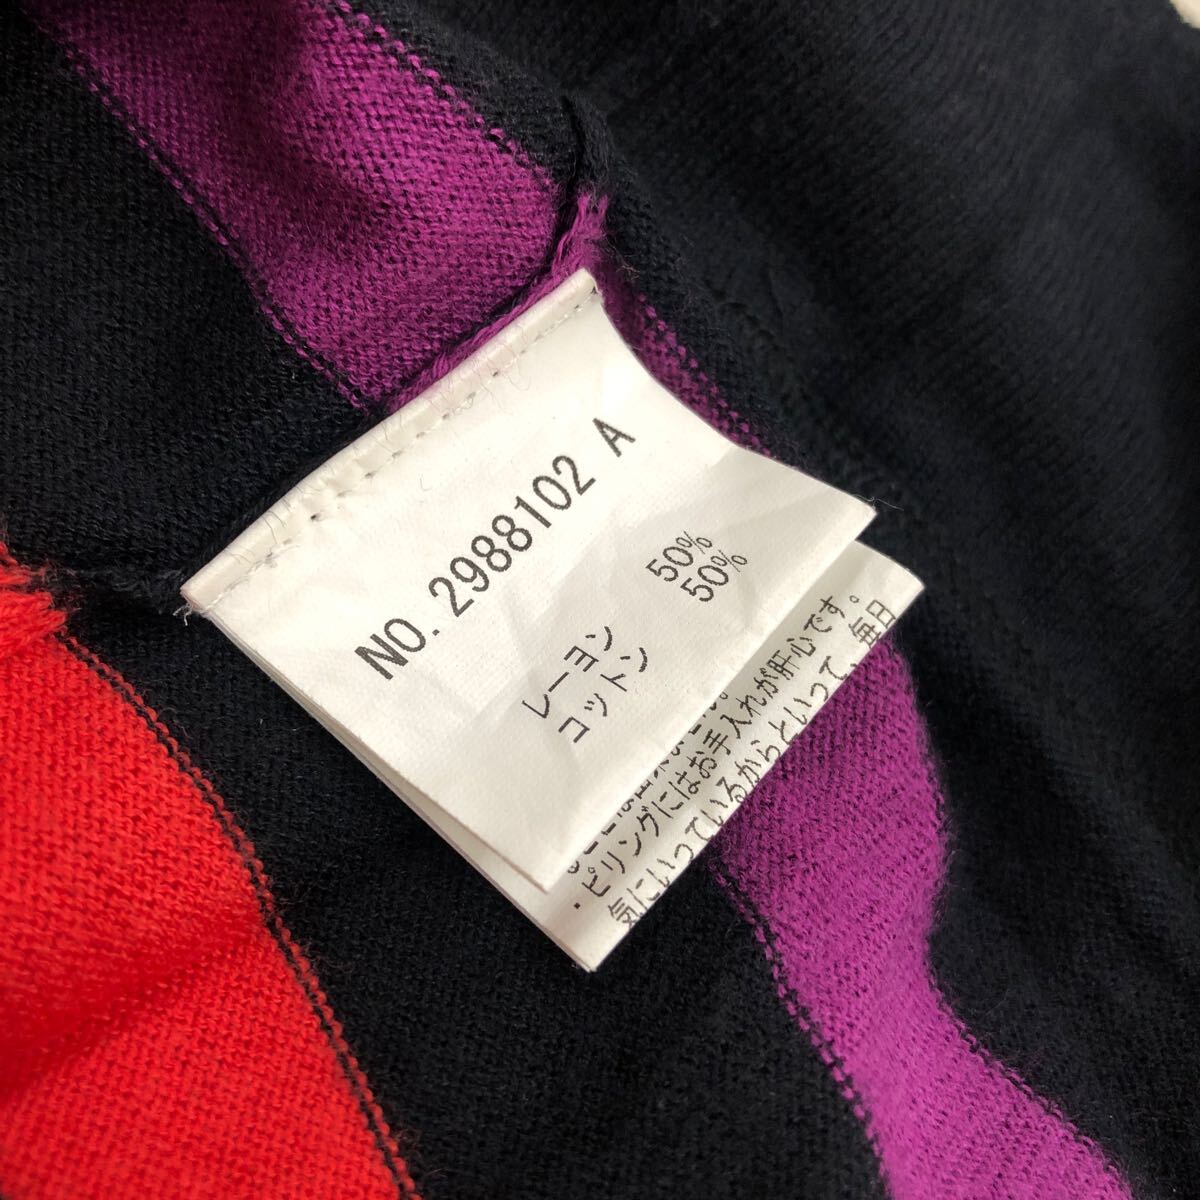 NO.2988102 A
レーヨン 50%
コットン 50%
・ピリングにはお手入れが肝心です。
気にいっているからといって、毎日